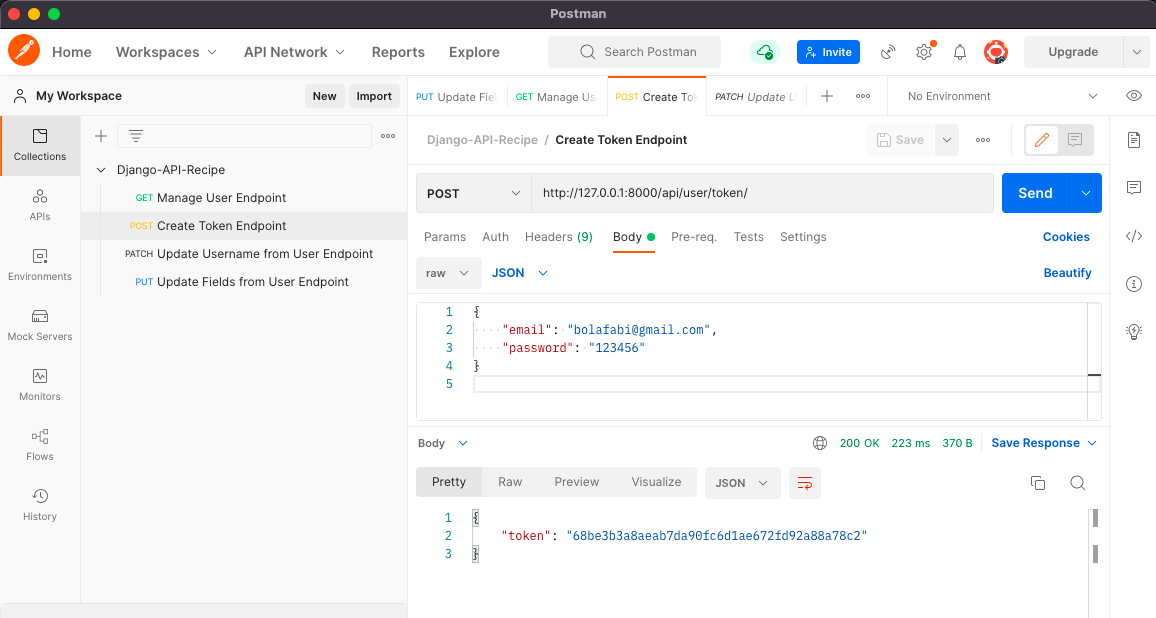 Postman
Home Workspaces API Network Reports Explore Search Postman Invite Upgrade
My Workspace New Import PUT Update Fie GET Manage Us POST Create To PATCH Update U No Environment
Django-API-Recipe / Create Token Endpoint Save
Collections
Django-API-Recipe
GET Manage User Endpoint
POST Create Token Endpoint
PATCH Update Username from User Endpoint
PUT Update Fields from User Endpoint
APIs
Environments
Mock Servers
Monitors
Flows
History
POST http://127.0.0.1:8000/api/user/token/ Send
Params Auth Headers (9) Body Pre-req. Tests Settings Cookies
raw JSON Beautify
1 {
2 "email": "bolafabi@gmail.com",
3 "password": "123456"
4 }
5
Body 200 OK 223 ms 370 B Save Response
Pretty Raw Preview Visualize JSON
1 {
2 "token": "68be3b3a8aeab7da90fc6d1ae672fd92a88a78c2"
3 }